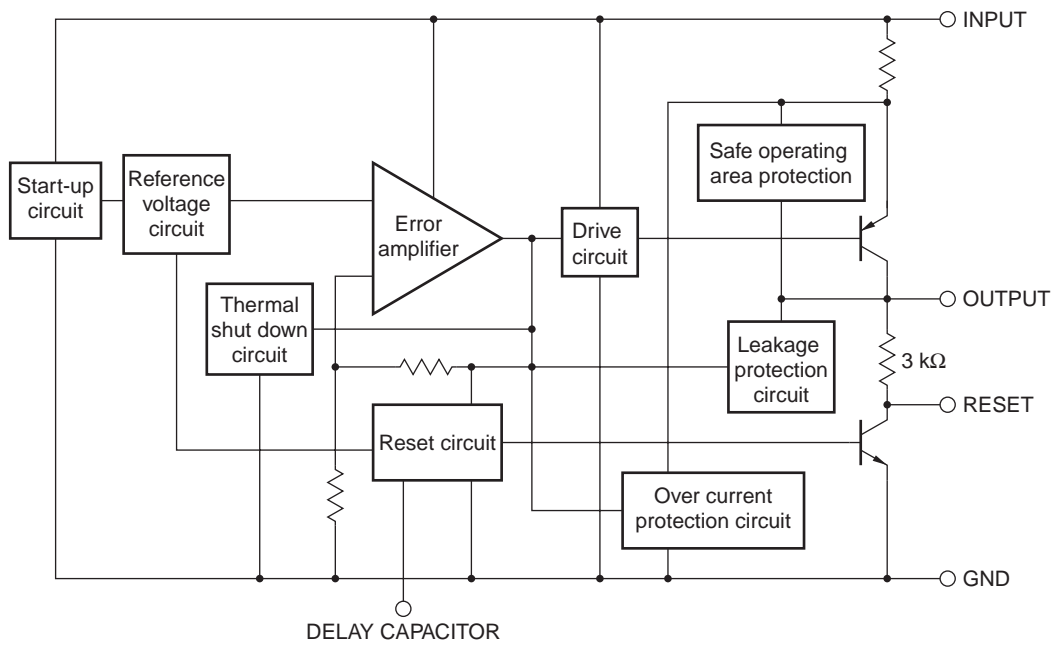 INPUT
Start-up
circuit
Reference
voltage
circuit
Error
amplifier
Drive
circuit
Safe operating
area protection
OUTPUT
Thermal
shut down
circuit
Leakage
protection
circuit
3 kΩ
RESET
Reset circuit
Over current
protection circuit
GND
DELAY CAPACITOR